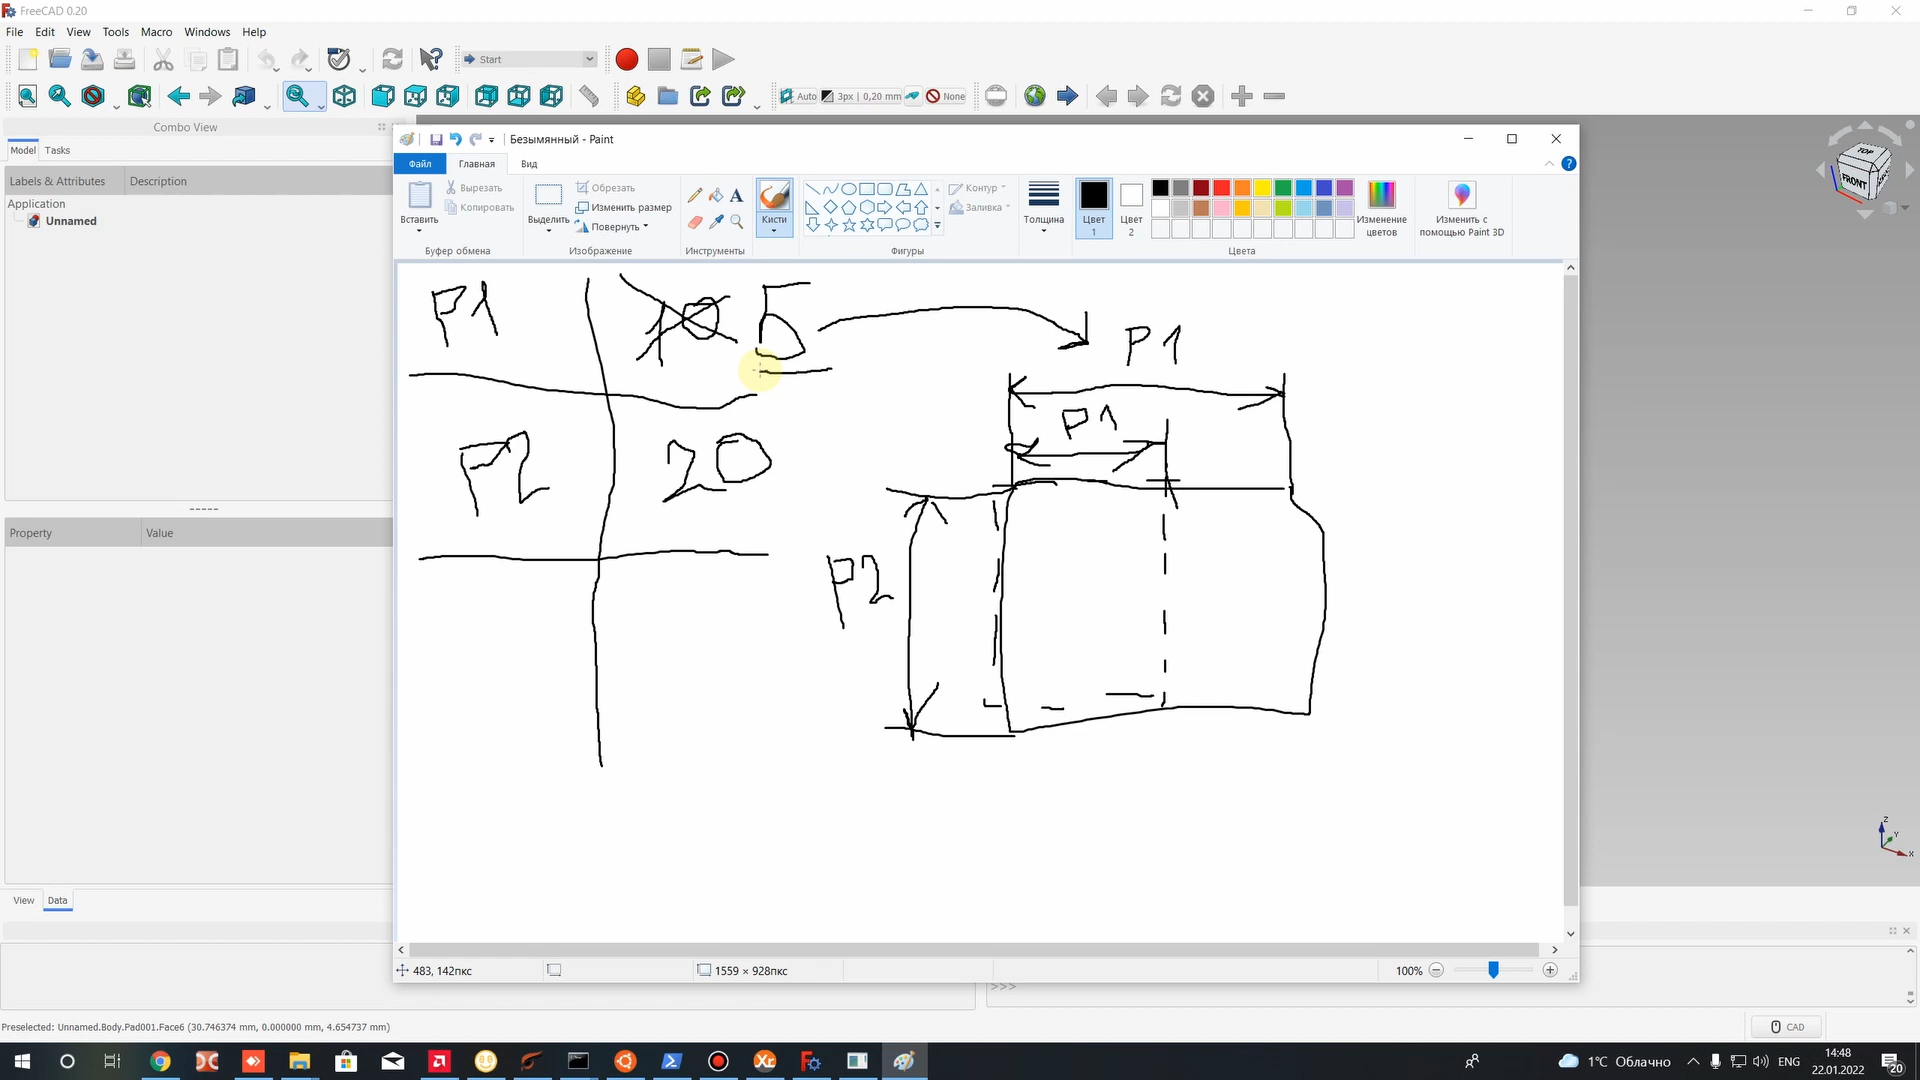 FreeCAD 0.20
File Edit View Tools Macro Windows Help
Start
Auto 3px | 0,20 mm None
Combo View
Model Tasks
Labels & Attributes Description
Application
Unnamed
Property Value
View Data
Безымянный - Paint
Файл Главная Вид
Вставить
Вырезать
Копировать
Буфер обмена
Выделить
Обрезать
Изменить размер
Повернуть
Изображение
Инструменты
Кисти
Контур
Заливка
Фигуры
Толщина
Цвет 1
Цвет 2
Изменение цветов
Цвета
Изменить с помощью Paint 3D
P1 10 5
P1
P1
P2 20
P2
483, 142пкс
1559 × 928пкс
100%
TOP
FRONT
Z
Y
X
>>>
Preselected: Unnamed.Body.Pad001.Face6 (30.746374 mm, 0.000000 mm, 4.654737 mm)
CAD
1°C Облачно
ENG
14:48
22.01.2022
20